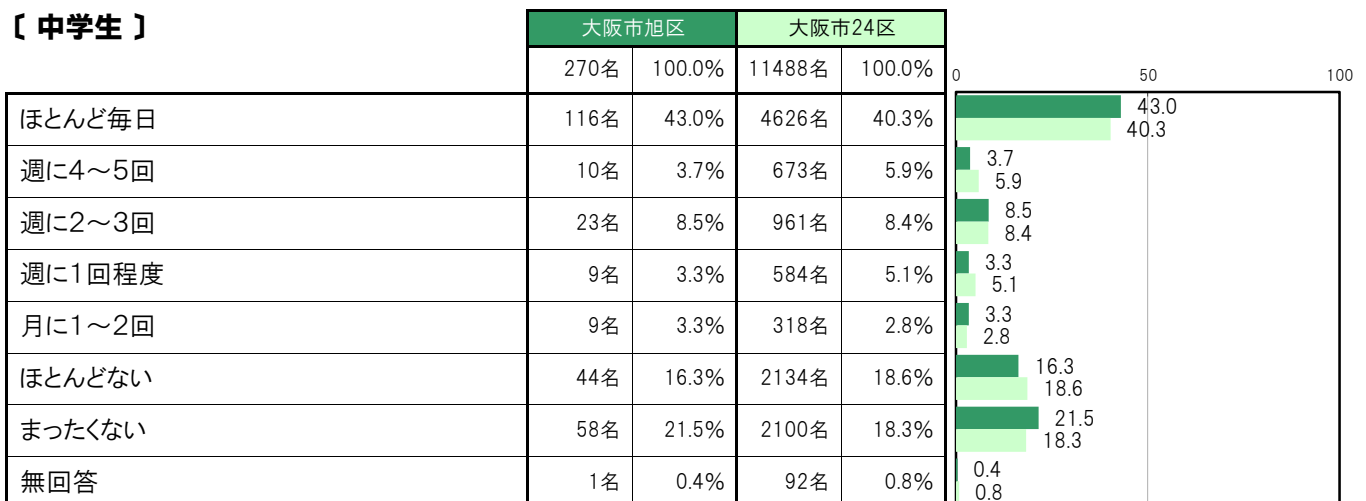 〔 中学生 〕
大阪市旭区 大阪市24区
270名 100.0% 11488名 100.0%
0 50 100
ほとんど毎日 116名 43.0% 4626名 40.3% 43.0
40.3
週に4～5回 10名 3.7% 673名 5.9% 3.7
5.9
週に2～3回 23名 8.5% 961名 8.4% 8.5
8.4
週に1回程度 9名 3.3% 584名 5.1% 3.3
5.1
月に1～2回 9名 3.3% 318名 2.8% 3.3
2.8
ほとんどない 44名 16.3% 2134名 18.6% 16.3
18.6
まったくない 58名 21.5% 2100名 18.3% 21.5
18.3
無回答 1名 0.4% 92名 0.8% 0.4
0.8